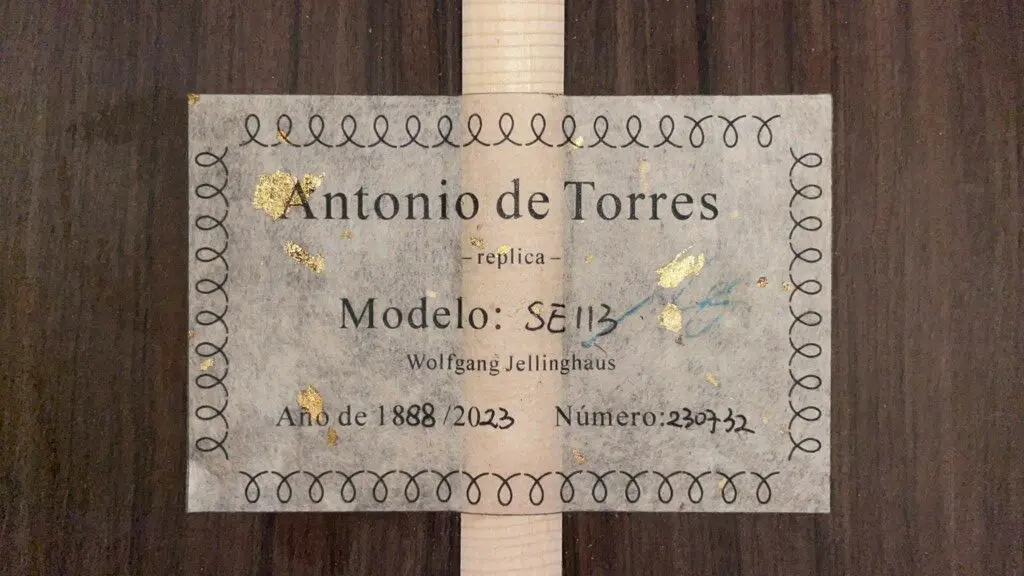 Antonio de Torres
– replica –
Modelo: SE113
Wolfgang Jellinghaus
Año de 1888/2023 Número:230732